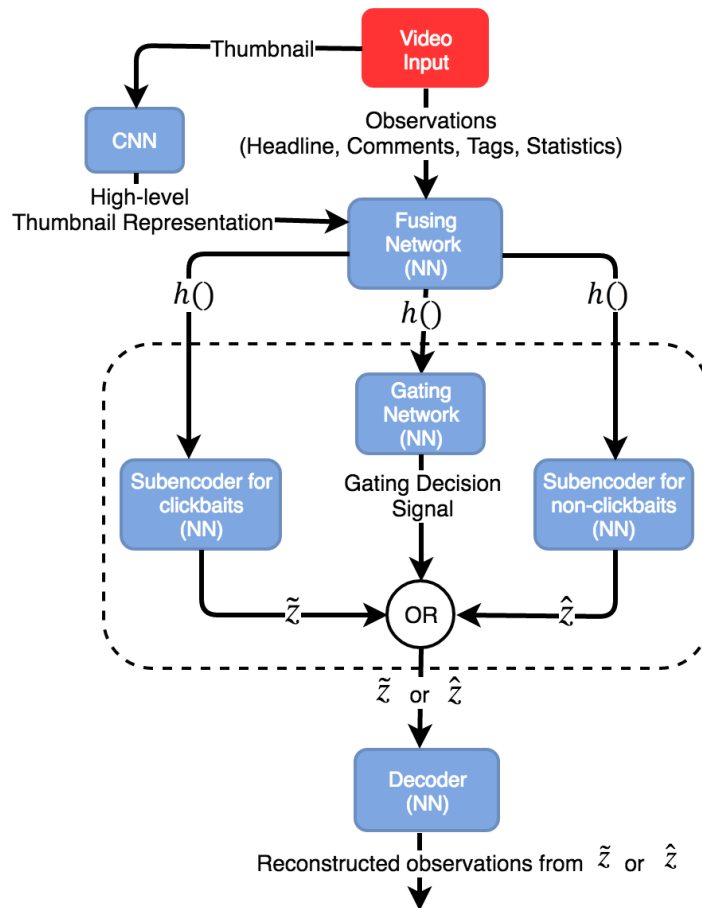 Video
Input
Thumbnail
CNN
Observations
(Headline, Comments, Tags, Statistics)
High-level
Thumbnail Representation
Fusing
Network
(NN)
h()
h()
h()
Gating
Network
(NN)
Subencoder for
clickbaits
(NN)
Gating Decision
Signal
Subencoder for
non-clickbaits
(NN)
z̃
OR
ẑ
z̃ or ẑ
Decoder
(NN)
Reconstructed observations from z̃ or ẑ